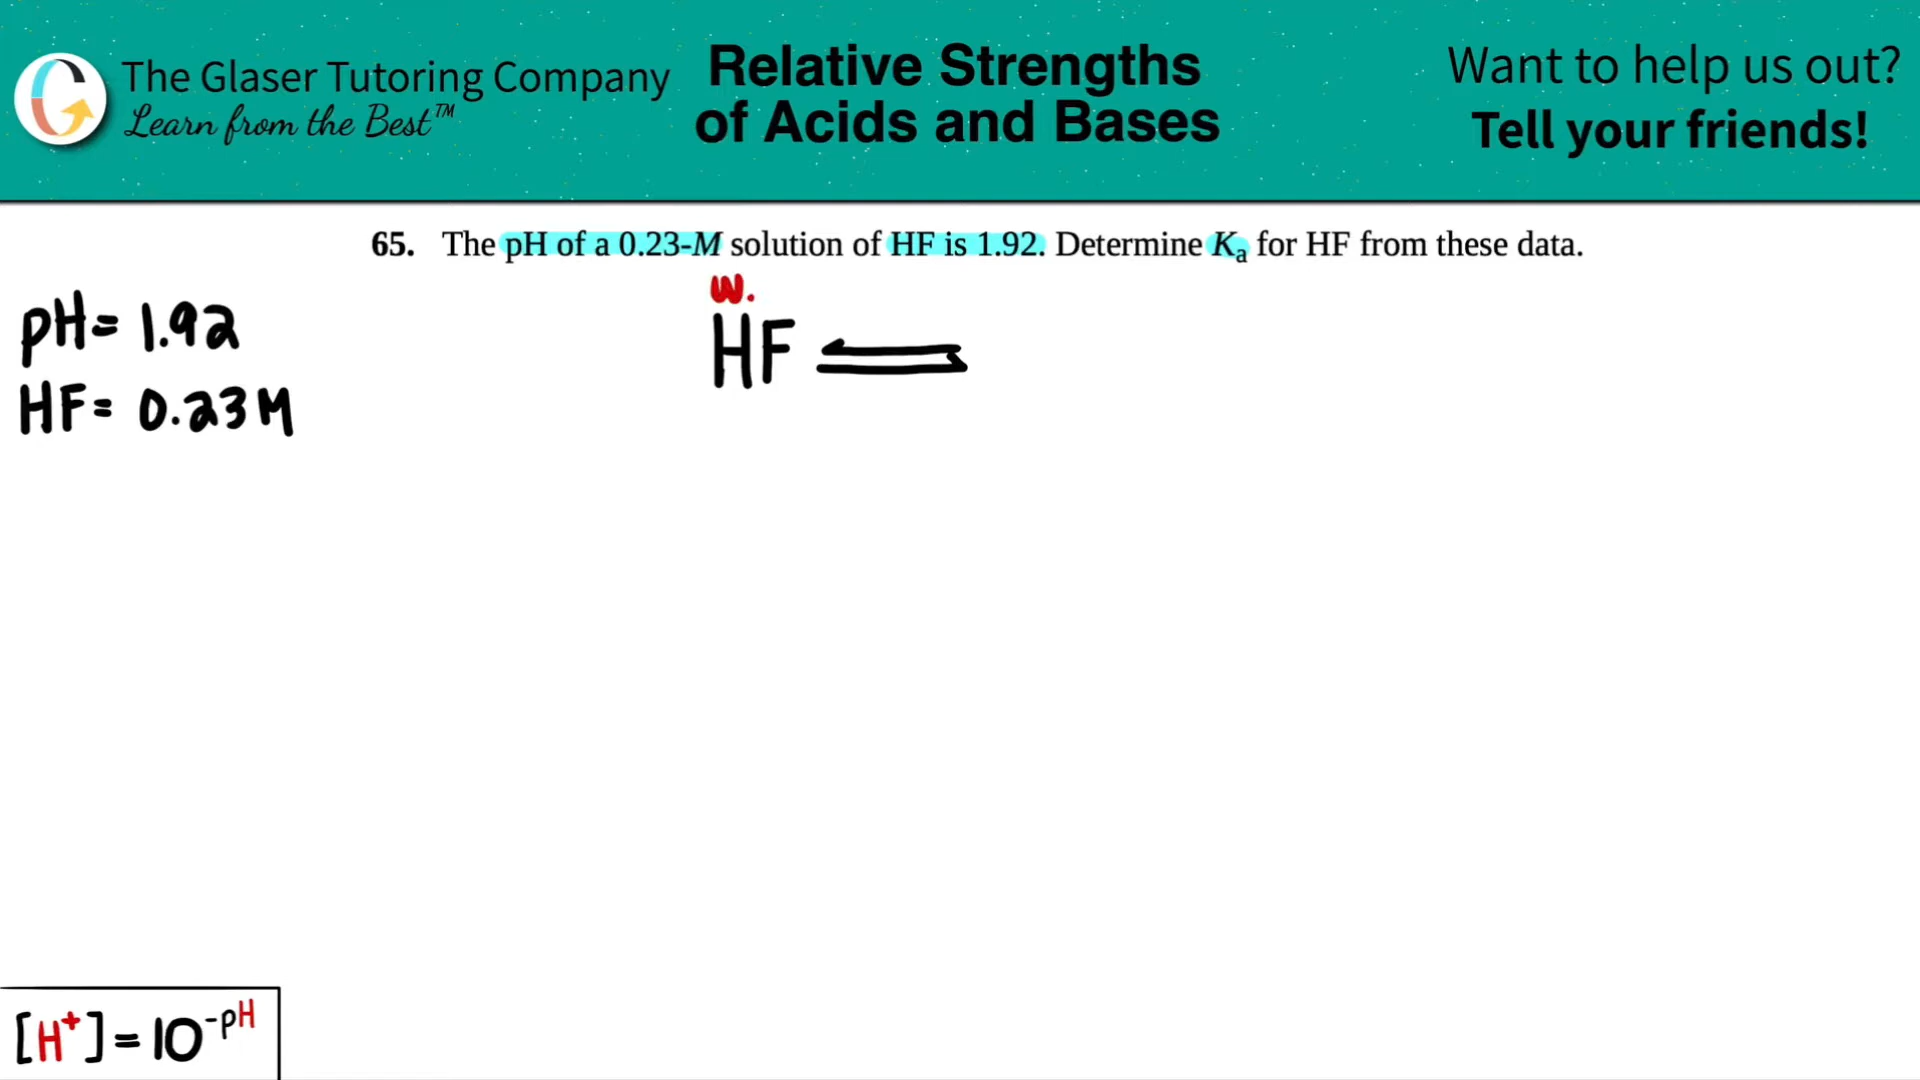 The Glaser Tutoring Company
Learn from the Best™
Relative Strengths
of Acids and Bases
Want to help us out?
Tell your friends!
65. The pH of a 0.23-M solution of HF is 1.92. Determine Kₐ for HF from these data.
pH= 1.92
HF= 0.23M
w.
HF ⇌
[H⁺]=10⁻ᵖᴴ